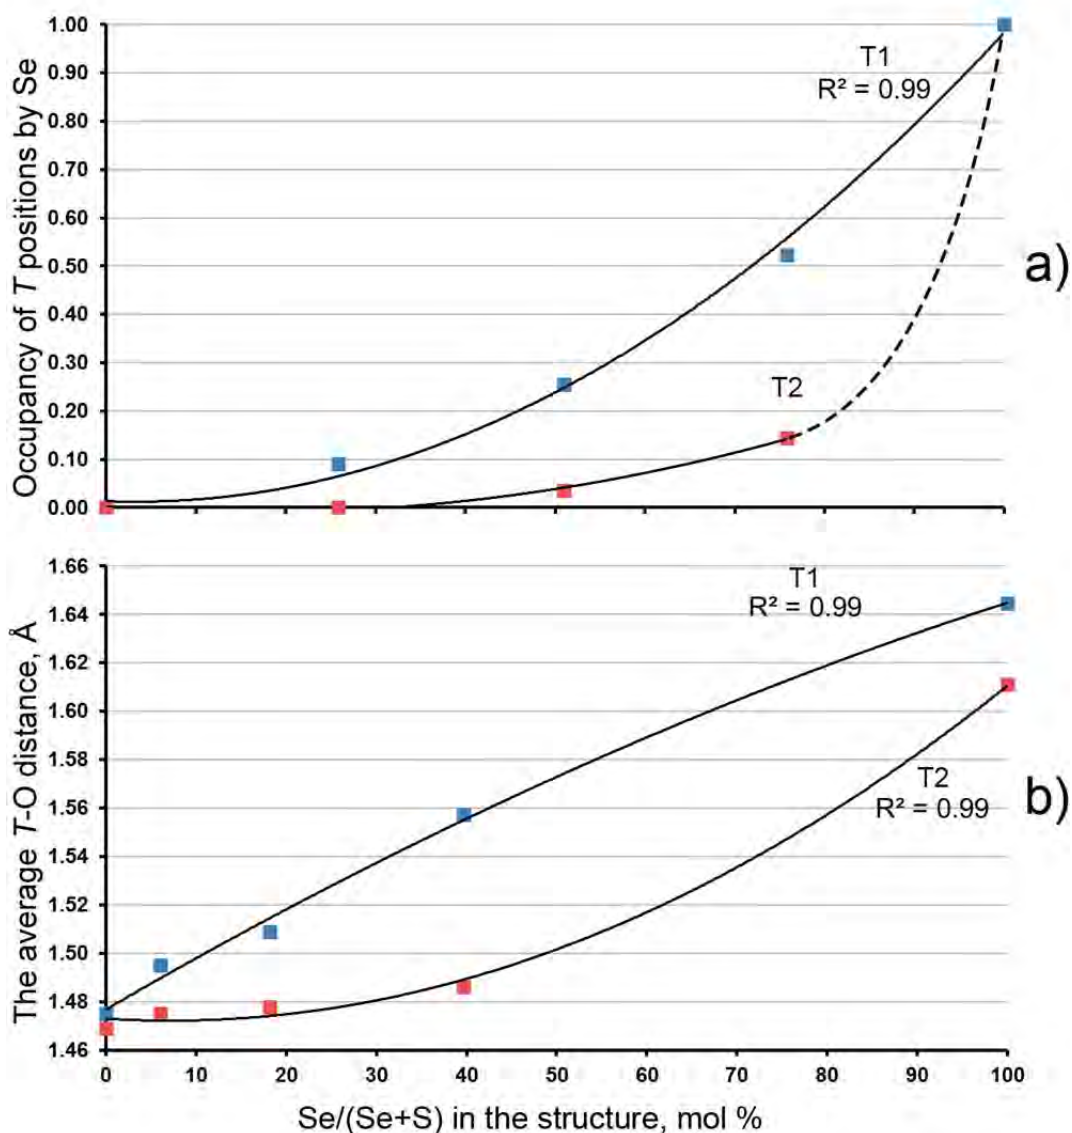 Occupancy of T positions by Se
1.00
0.90
0.80
0.70
0.60
0.50
0.40
0.30
0.20
0.10
0.00
T1
R² = 0.99
T2
a)
The average T-O distance, Å
1.66
1.64
1.62
1.60
1.58
1.56
1.54
1.52
1.50
1.48
1.46
T1
R² = 0.99
T2
R² = 0.99
b)
0 10 20 30 40 50 60 70 80 90 100
Se/(Se+S) in the structure, mol %